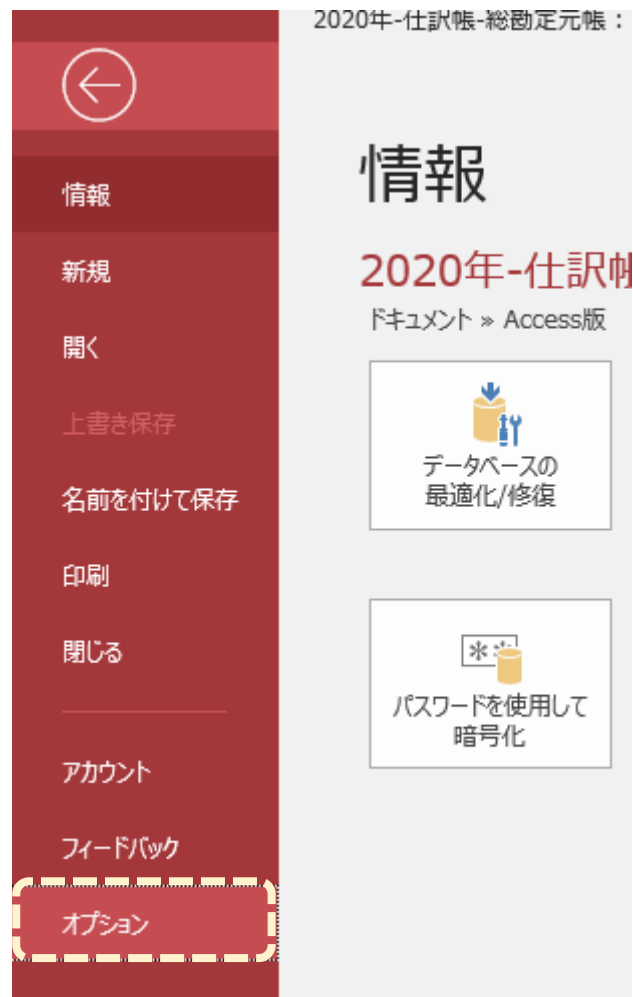 2020年-仕訳帳-総勘定元帳：
情報
新規
開く
上書き保存
名前を付けて保存
印刷
閉じる
アカウント
フィードバック
オプション
情報
2020年-仕訳帳
ドキュメント » Access版
データベースの
最適化/修復
パスワードを使用して
暗号化